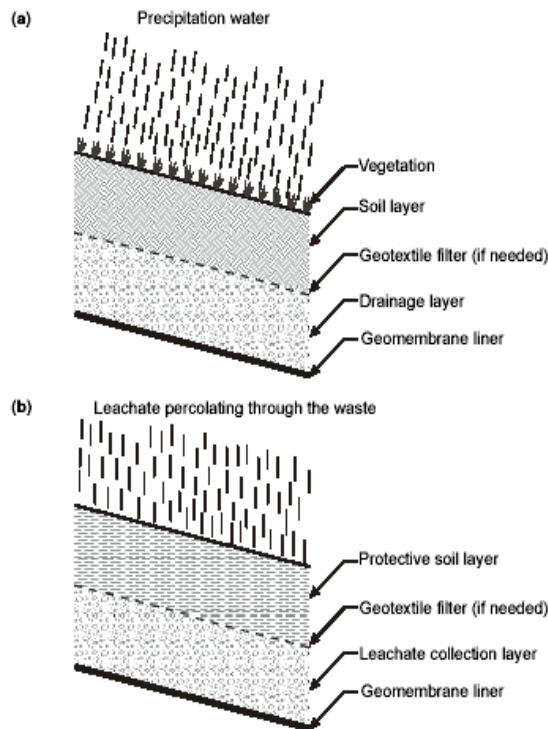 (a)
Precipitation water
Vegetation
Soil layer
Geotextile filter (if needed)
Drainage layer
Geomembrane liner
(b)
Leachate percolating through the waste
Protective soil layer
Geotextile filter (if needed)
Leachate collection layer
Geomembrane liner